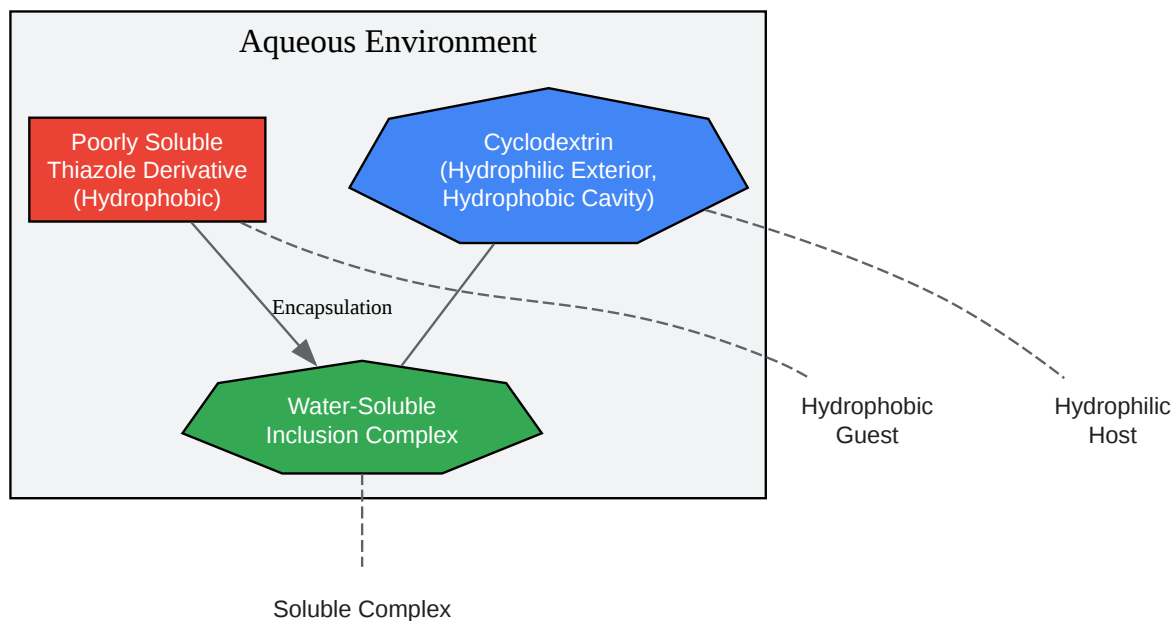 Aqueous Environment
Poorly Soluble
Thiazole Derivative
(Hydrophobic)
Cyclodextrin
(Hydrophilic Exterior,
Hydrophobic Cavity)
Encapsulation
Water-Soluble
Inclusion Complex
Hydrophobic
Guest
Hydrophilic
Host
Soluble Complex